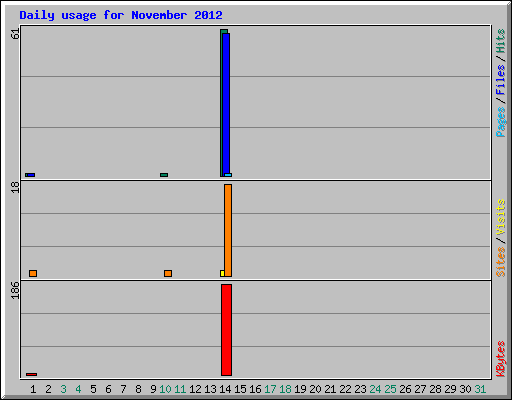 Daily usage for November 2012
61
Pages/Files/Hits
18
Sites/Visits
186
KBytes
1 2 3 4 5 6 7 8 9 10 11 12 13 14 15 16 17 18 19 20 21 22 23 24 25 26 27 28 29 30 31